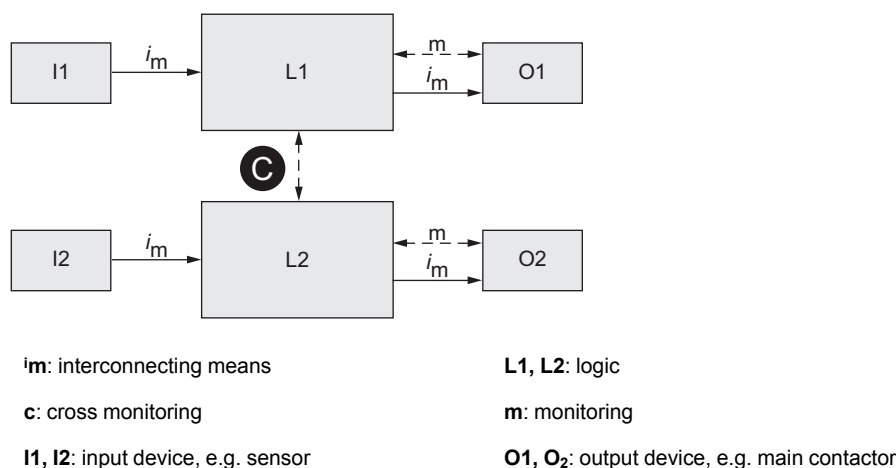 I1
im
L1
m
im
O1
C
I2
im
L2
m
im
O2
im: interconnecting means
L1, L2: logic
c: cross monitoring
m: monitoring
I1, I2: input device, e.g. sensor
O1, O2: output device, e.g. main contactor